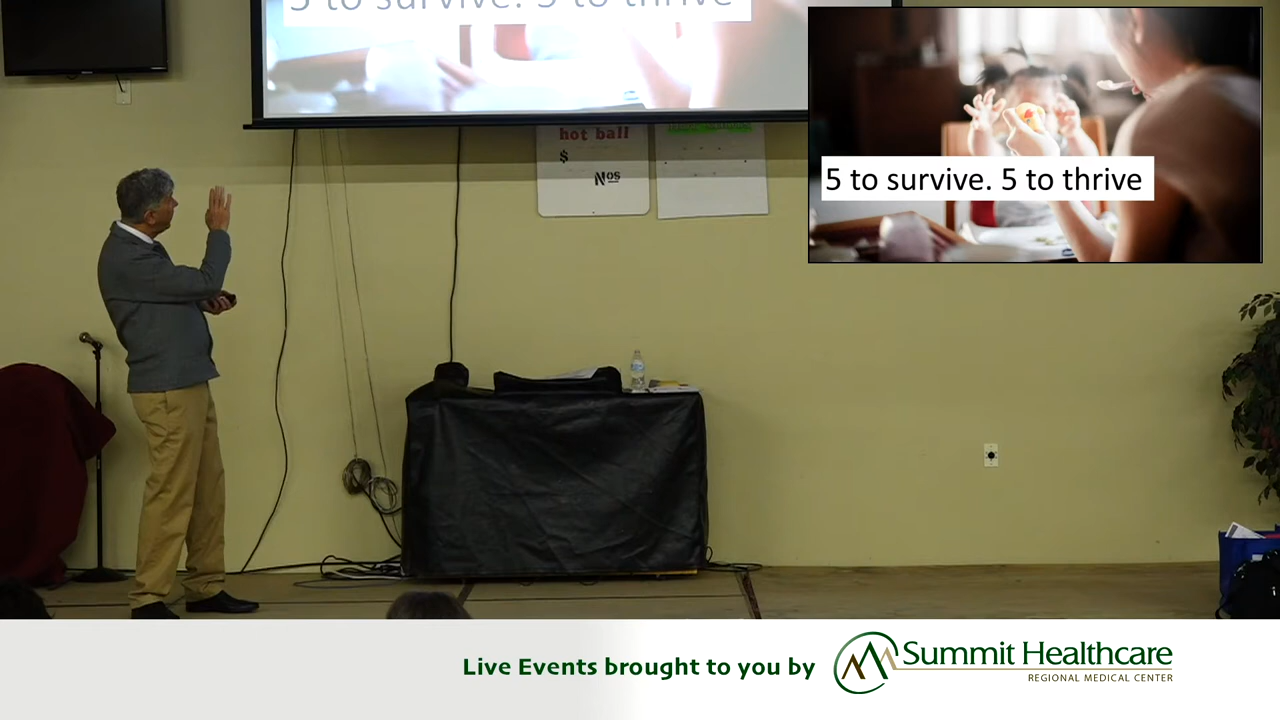 5 to survive. 5 to thrive
hot ball
$
Nos
5 to survive. 5 to thrive
Live Events brought to you by
Summit Healthcare
REGIONAL MEDICAL CENTER